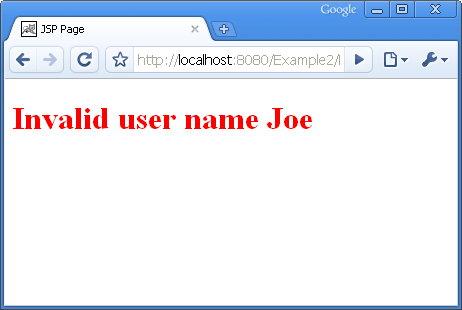 Google
JSP Page
http://localhost:8080/Example2/
Invalid user name Joe